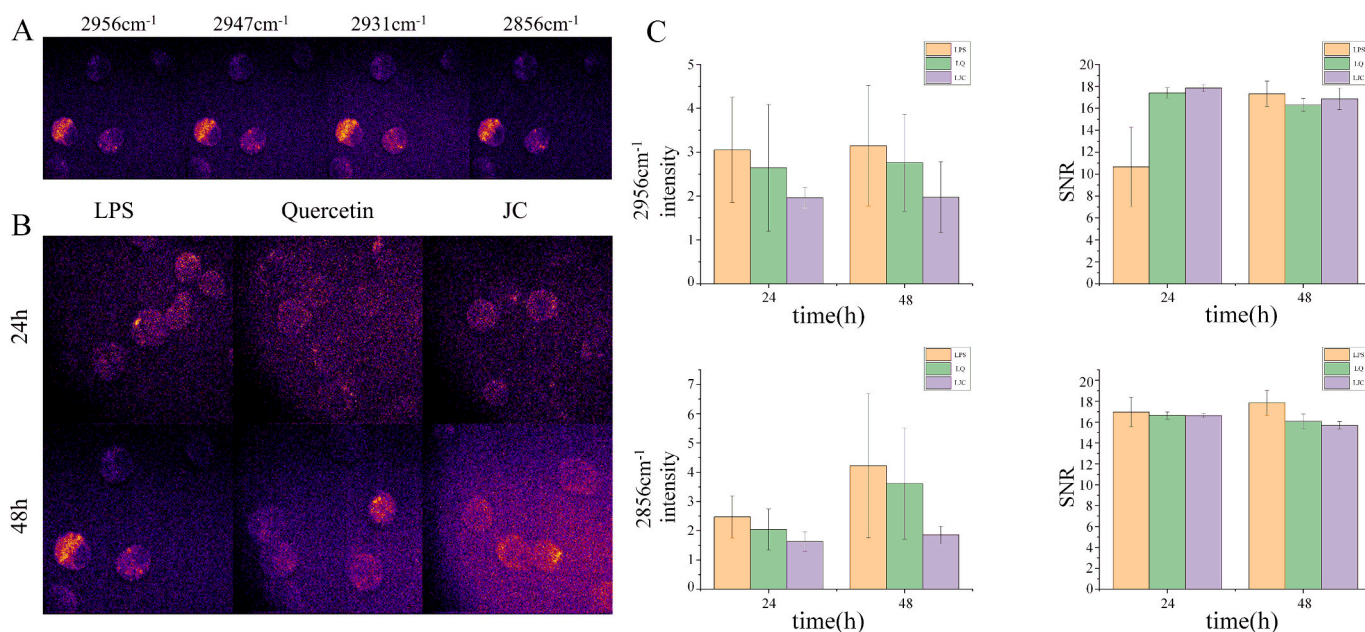 A
2956cm-1 2947cm-1 2931cm-1 2856cm-1
B
LPS Quercetin JC
24h
48h
C
LPS
LQ
LJC
5
4
3
2
1
0
2956cm-1
intensity
24 48
time(h)
LPS
LQ
LJC
20
18
16
14
12
10
8
6
4
2
0
SNR
24 48
time(h)
LPS
LQ
LJC
7
6
5
4
3
2
1
0
2856cm-1
intensity
24 48
time(h)
LPS
LQ
LJC
20
18
16
14
12
10
8
6
4
2
0
SNR
24 48
time(h)